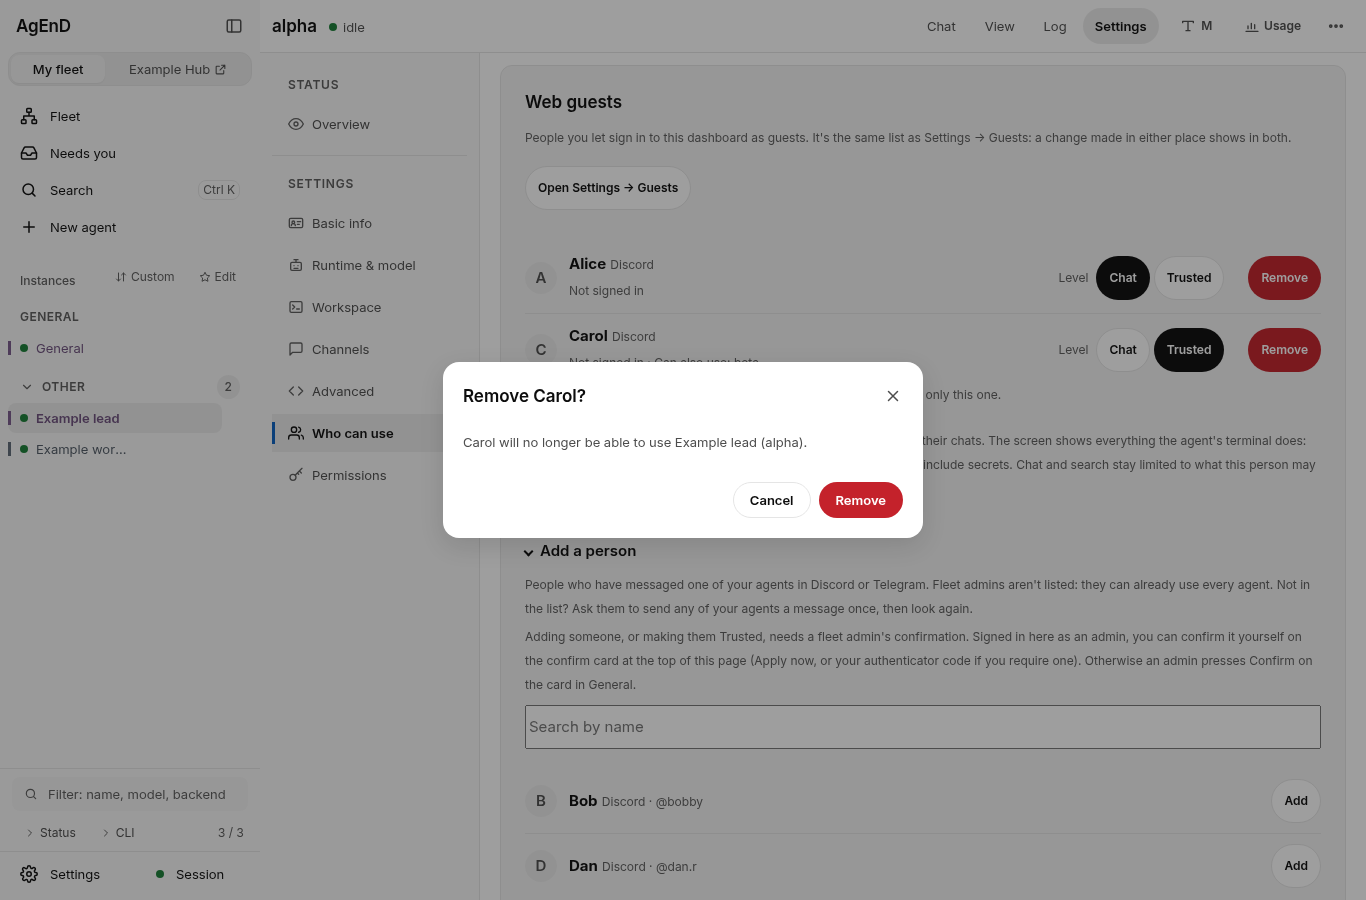 AgEnD
My fleet
Example Hub
Fleet
Needs you
Search
Ctrl K
New agent
Instances
Custom
Edit
GENERAL
General
OTHER
2
Example lead
Example wor...
Filter: name, model, backend
Status
CLI
3 / 3
Settings
Session
alpha
idle
Chat
View
Log
Settings
M
Usage
STATUS
Overview
SETTINGS
Basic info
Runtime & model
Workspace
Channels
Advanced
Who can use
Permissions
Web guests
People you let sign in to this dashboard as guests. It's the same list as Settings → Guests: a change made in either place shows in both.
Open Settings → Guests
A
Alice Discord
Not signed in
Level
Chat
Trusted
Remove
C
Carol Discord
Level
Chat
Trusted
Remove
only this one.
their chats. The screen shows everything the agent's terminal does:
include secrets. Chat and search stay limited to what this person may
Remove Carol?
Carol will no longer be able to use Example lead (alpha).
Cancel
Remove
Add a person
People who have messaged one of your agents in Discord or Telegram. Fleet admins aren't listed: they can already use every agent. Not in
the list? Ask them to send any of your agents a message once, then look again.
Adding someone, or making them Trusted, needs a fleet admin's confirmation. Signed in here as an admin, you can confirm it yourself on
the confirm card at the top of this page (Apply now, or your authenticator code if you require one). Otherwise an admin presses Confirm on
the card in General.
Search by name
B
Bob Discord · @bobby
Add
D
Dan Discord · @dan.r
Add